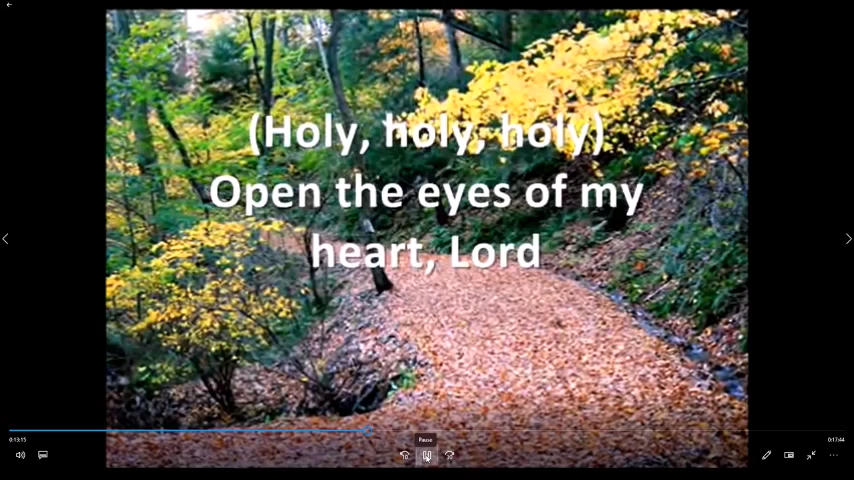 (Holy, holy, holy)
Open the eyes of my
heart, Lord
Pause
0:13:15
0:17:44